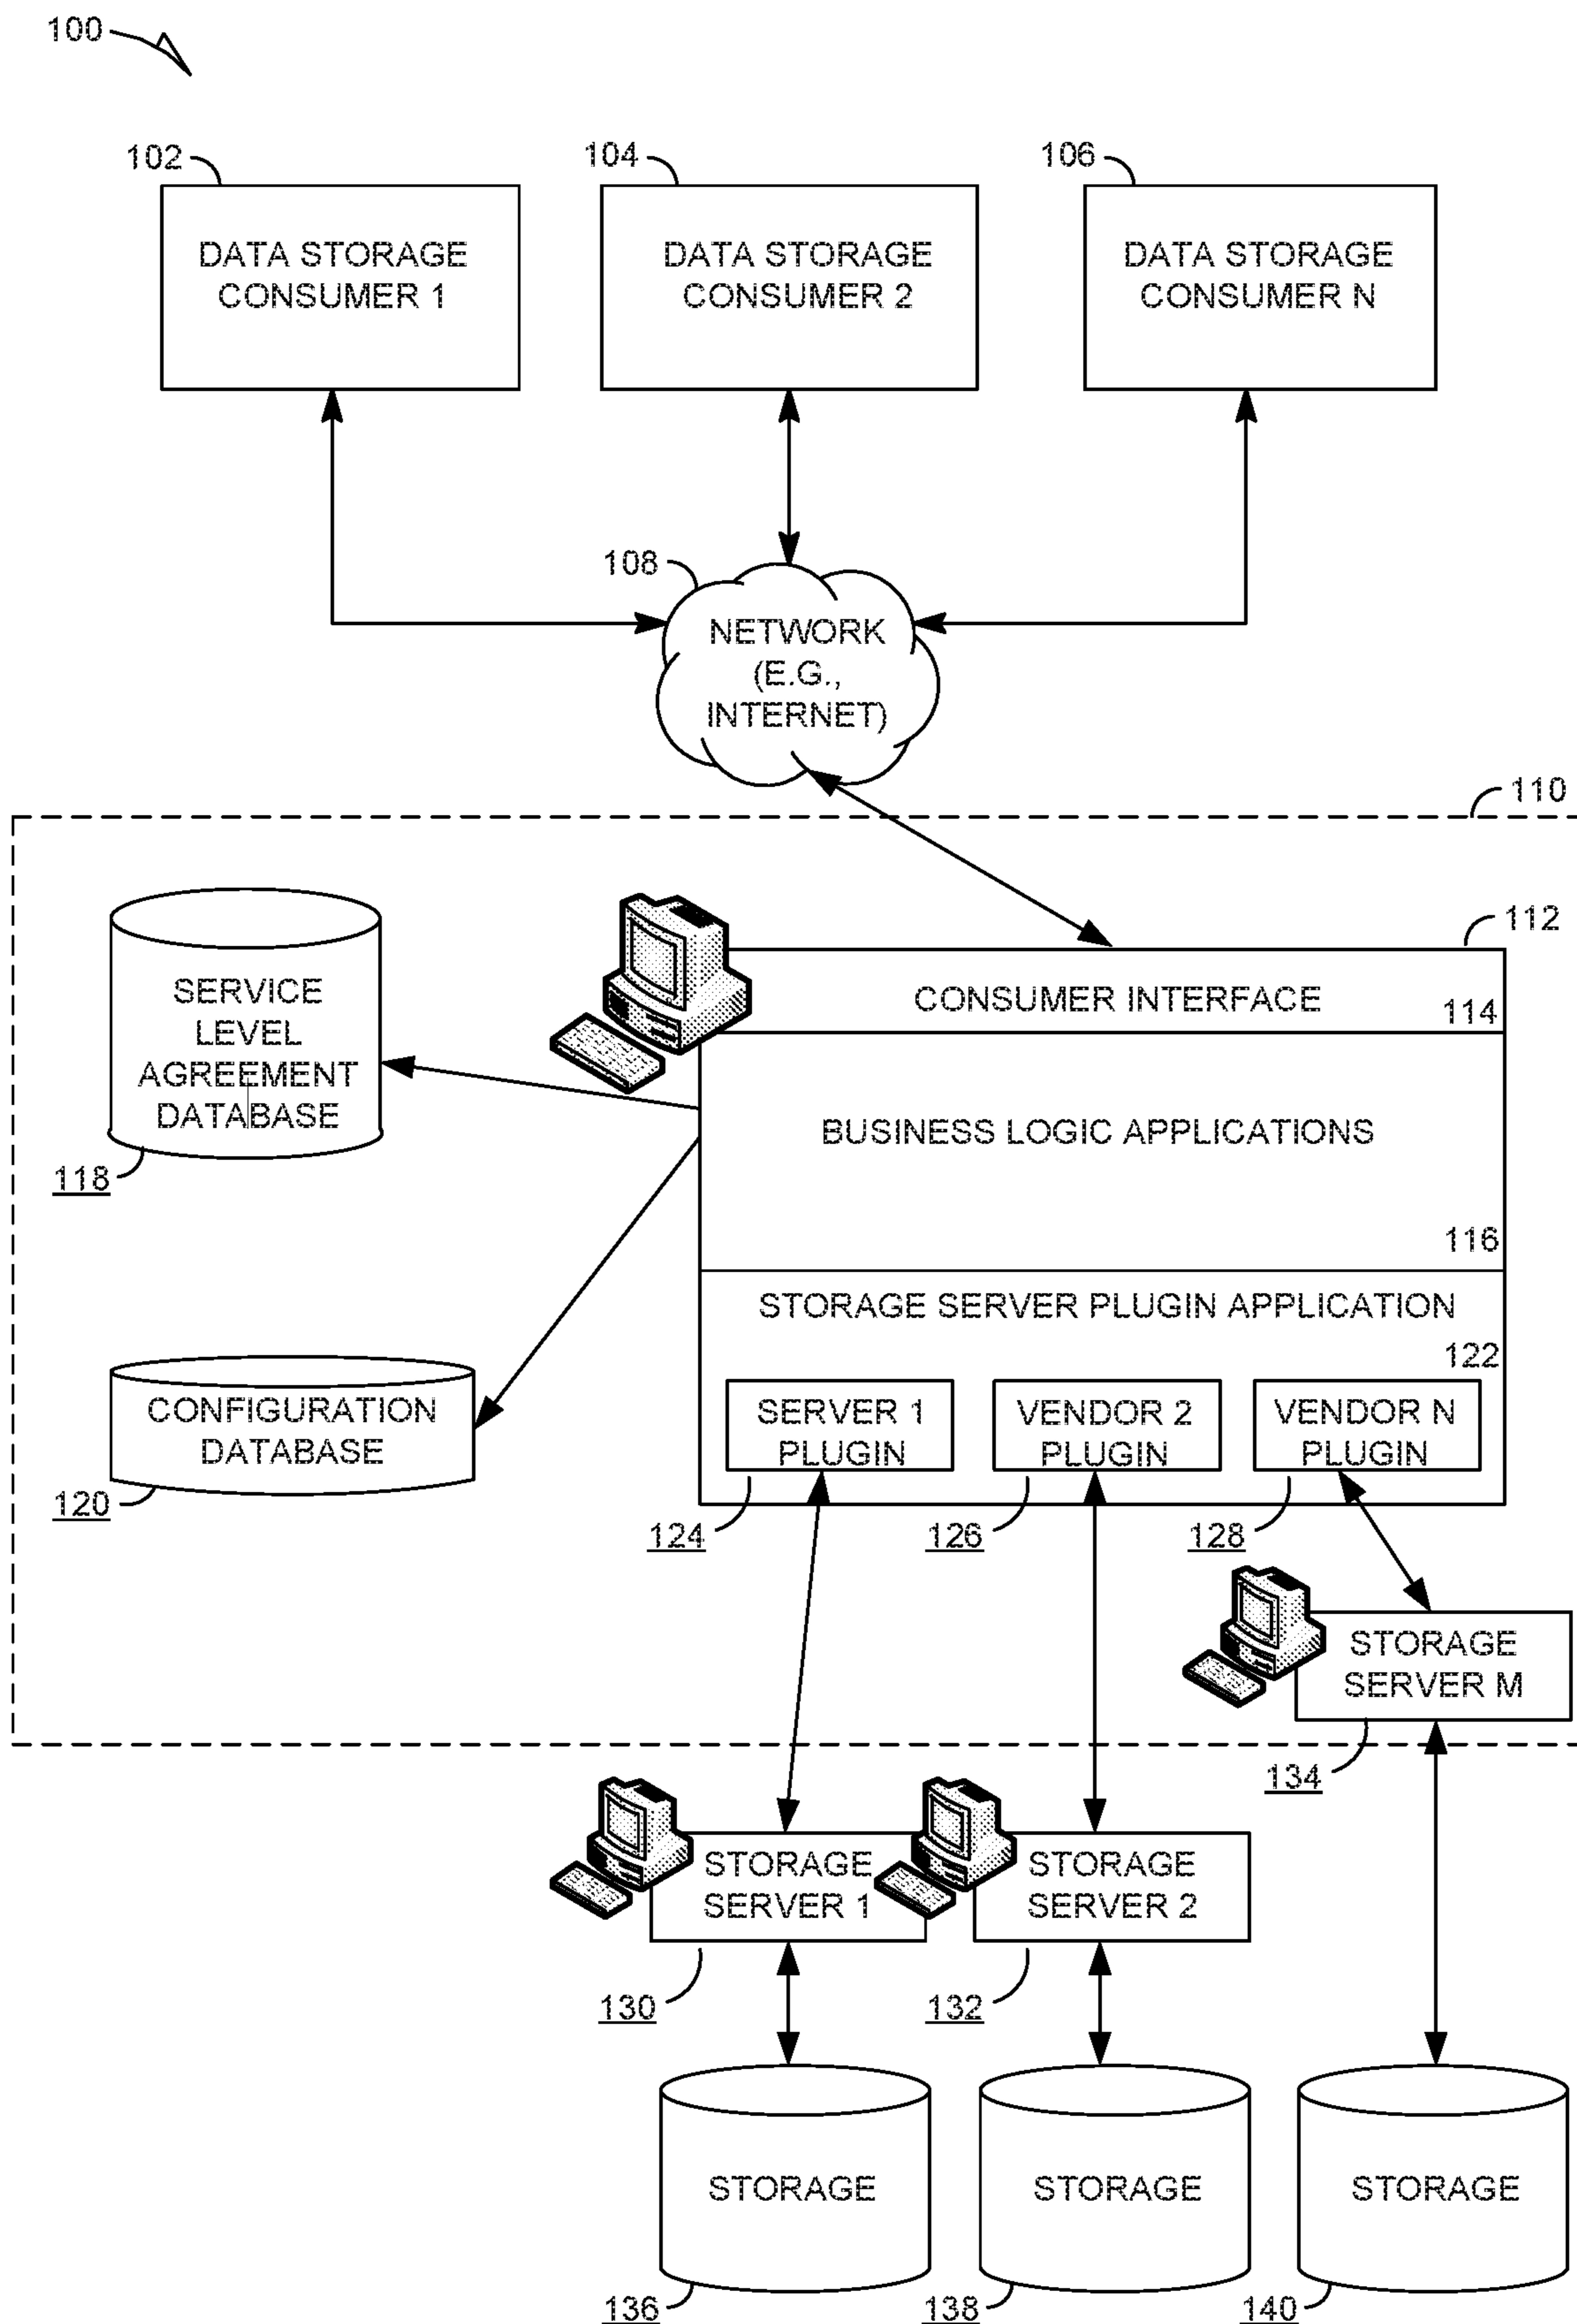 100
102
104
106
DATA STORAGE
CONSUMER 1
DATA STORAGE
CONSUMER 2
DATA STORAGE
CONSUMER N
108
NETWORK
(E.G.,
INTERNET)
110
112
CONSUMER INTERFACE
114
SERVICE
LEVEL
AGREEMENT
DATABASE
118
BUSINESS LOGIC APPLICATIONS
116
STORAGE SERVER PLUGIN APPLICATION
122
CONFIGURATION
DATABASE
120
SERVER 1
PLUGIN
VENDOR 2
PLUGIN
VENDOR N
PLUGIN
124
126
128
STORAGE
SERVER M
134
STORAGE
SERVER 1
STORAGE
SERVER 2
130
132
STORAGE
STORAGE
STORAGE
136
138
140